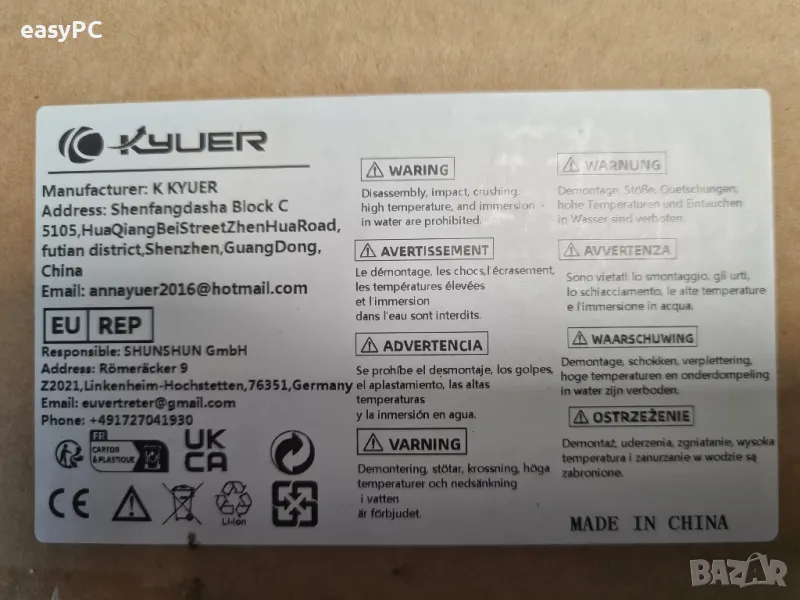 easyPC
KYUER
Manufacturer: K KYUER
Address: Shenfangdasha Block C
5105,HuaQiangBeiStreetZhenHuaRoad,
futian district,Shenzhen,GuangDong,
China
Email: annayuer2016@hotmail.com
EU REP
Responsible: SHUNSHUN GmbH
Address: Römeräcker 9
Z2021,Linkenheim-Hochstetten,76351,Germany
Email: euvertreter@gmail.com
Phone: +491727041930
FR
CARTON
& PLASTIQUE
UK
CA
CE
Li-ion
WARING
Disassembly, impact, crushing,
high temperature, and immersion
in water are prohibited.
AVERTISSEMENT
Le démontage, les chocs,l'écrasement,
les températures élevées
et l'immersion
dans l'eau sont interdits.
ADVERTENCIA
Se prohíbe el desmontaje, los golpes,
el aplastamiento, las altas
temperaturas
y la inmersión en agua.
VARNING
Demontering, stötar, krossning, höga
temperaturer och nedsänkning
i vatten
är förbjudet.
WARNUNG
Demontage, Stöße, Quetschungen,
hohe Temperaturen und Eintauchen
in Wasser sind verboten.
AVVERTENZA
Sono vietati lo smontaggio, gli urti,
lo schiacciamento, le alte temperature
e l'immersione in acqua.
WAARSCHUWING
Demontage, schokken, verplettering,
hoge temperaturen en onderdompeling
in water zijn verboden.
OSTRZEŻENIE
Demontaż, uderzenia, zgniatanie, wysoka
temperatura i zanurzanie w wodzie są
zabronione.
MADE IN CHINA
BAZAR